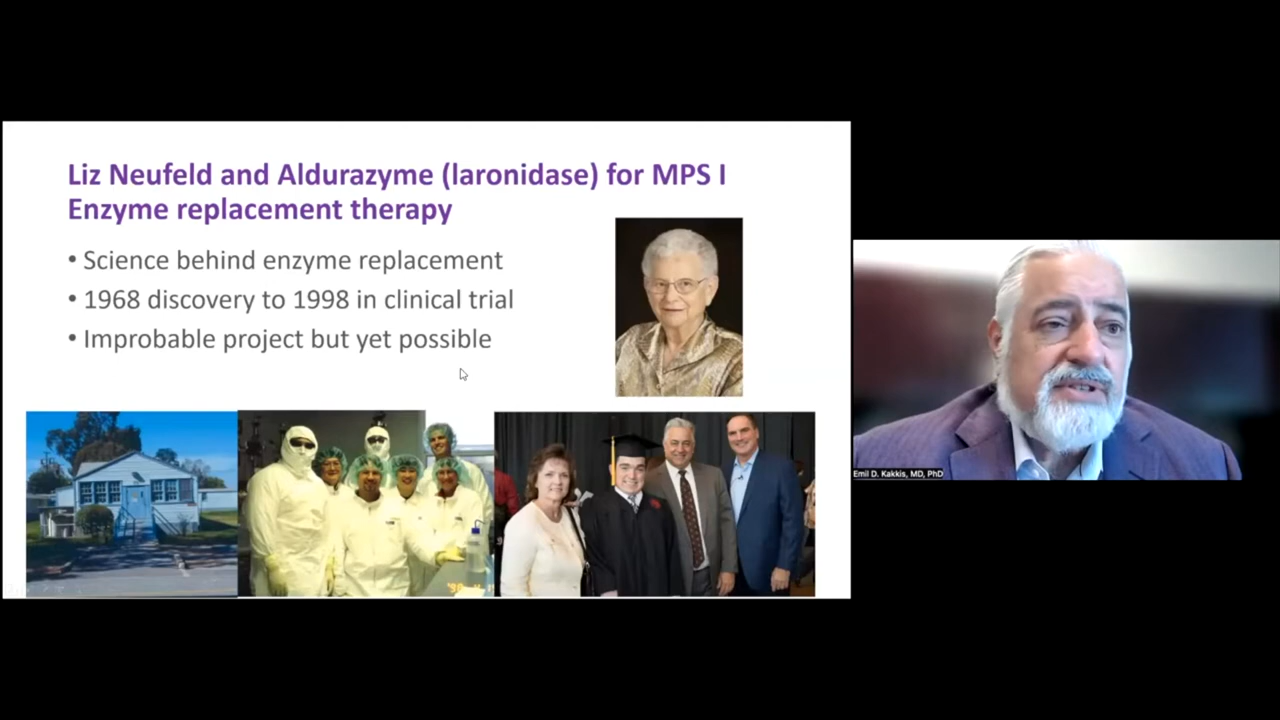 Liz Neufeld and Aldurazyme (laronidase) for MPS I
Enzyme replacement therapy
• Science behind enzyme replacement
• 1968 discovery to 1998 in clinical trial
• Improbable project but yet possible
Emil D. Kakkis, MD, PhD